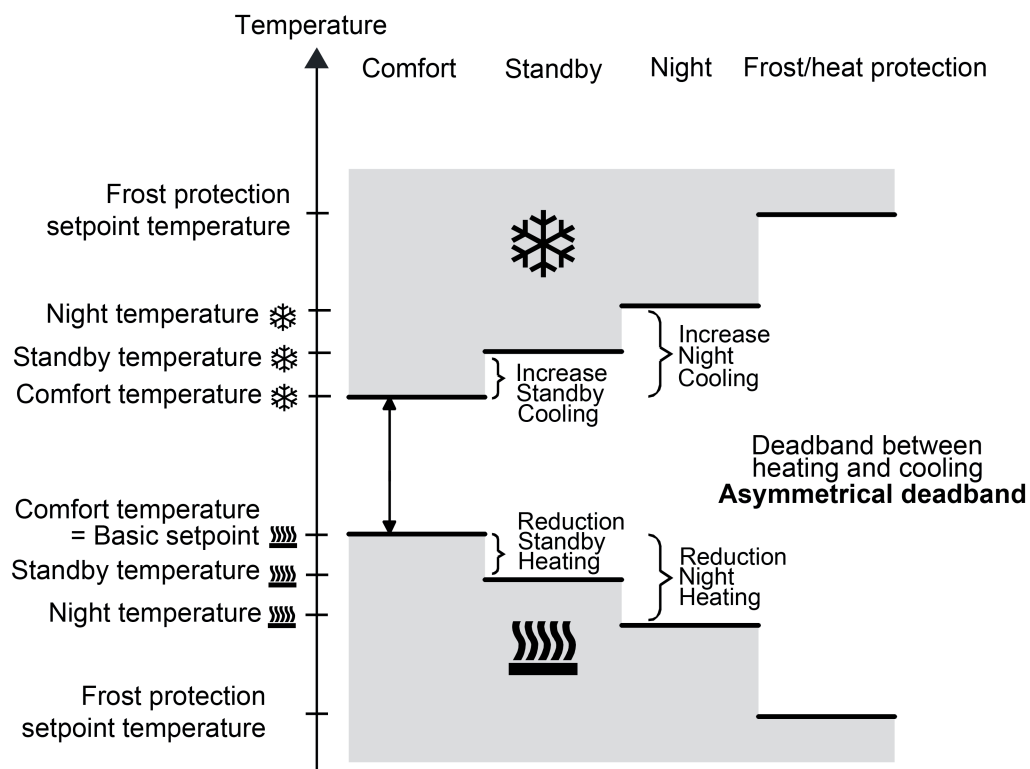 Temperature
Comfort Standby Night Frost/heat protection
Frost protection
setpoint temperature
Night temperature
Standby temperature
Comfort temperature
Increase
Night
Cooling
Increase
Standby
Cooling
Deadband between
heating and cooling
Asymmetrical deadband
Comfort temperature
= Basic setpoint
Standby temperature
Night temperature
Reduction
Standby
Heating
Reduction
Night
Heating
Frost protection
setpoint temperature